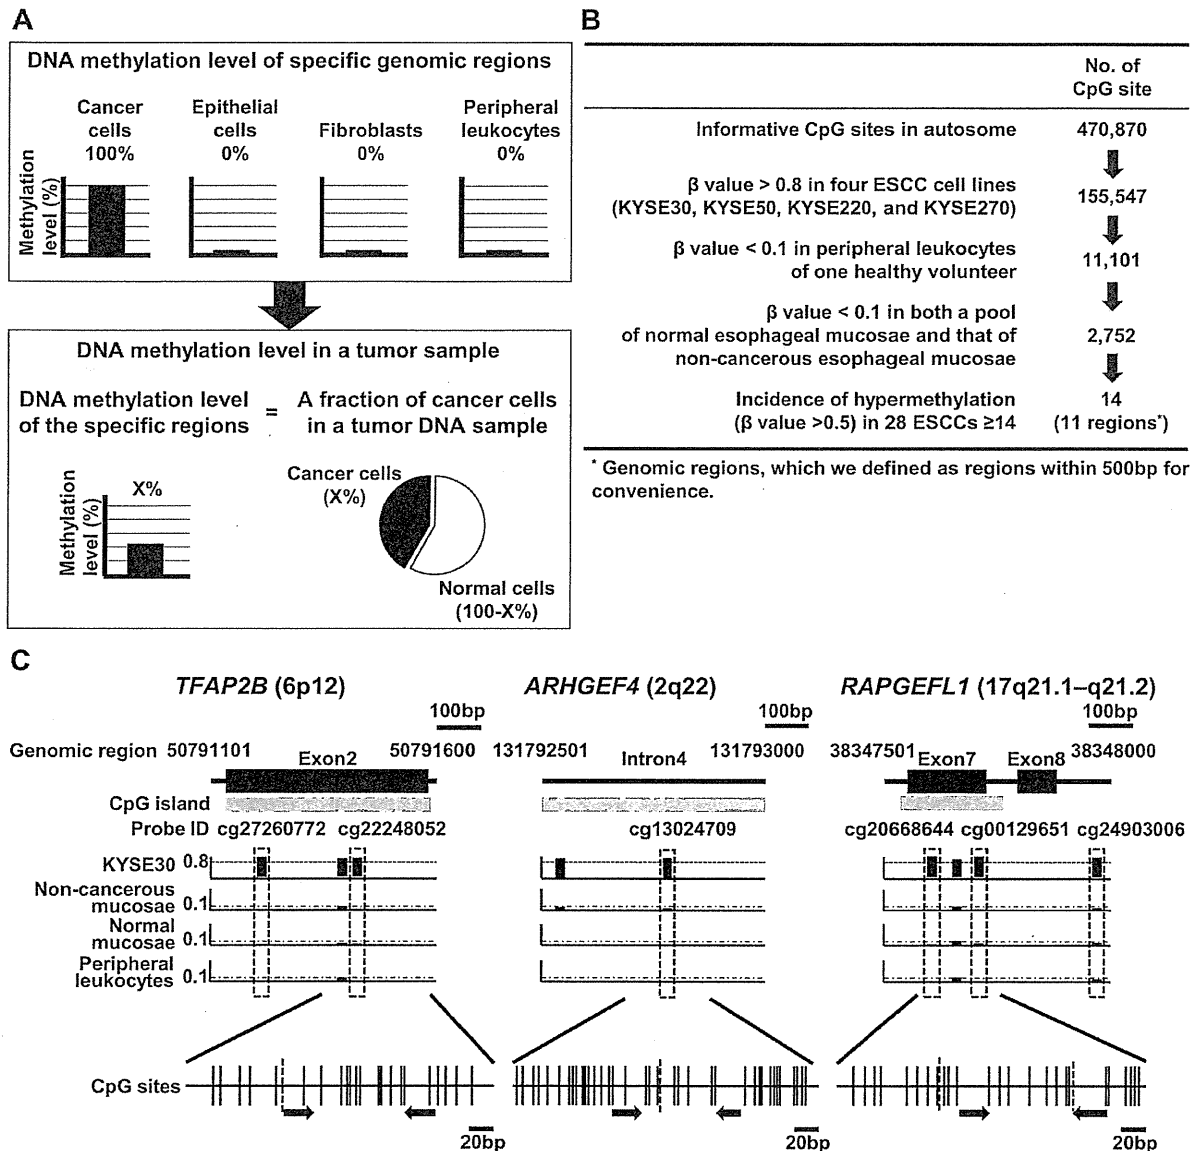 A
DNA methylation level of specific genomic regions
Cancer cells 100%
Epithelial cells 0%
Fibroblasts 0%
Peripheral leukocytes 0%
Methylation level (%)
DNA methylation level in a tumor sample
DNA methylation level of the specific regions
=
A fraction of cancer cells in a tumor DNA sample
Methylation level (%)
X%
Cancer cells (X%)
Normal cells (100-X%)
B
No. of CpG site
Informative CpG sites in autosome 470,870
β value > 0.8 in four ESCC cell lines
(KYSE30, KYSE50, KYSE220, and KYSE270) 155,547
β value < 0.1 in peripheral leukocytes
of one healthy volunteer 11,101
β value < 0.1 in both a pool
of normal esophageal mucosae and that of
non-cancerous esophageal mucosae 2,752
Incidence of hypermethylation 14
(β value >0.5) in 28 ESCCs ≥14 (11 regions*)
* Genomic regions, which we defined as regions within 500bp for
convenience.
C
TFAP2B (6p12) ARHGEF4 (2q22) RAPGEFL1 (17q21.1–q21.2)
100bp 100bp 100bp
Genomic region 50791101 50791600 131792501 131793000 38347501 38348000
Exon2 Intron4 Exon7 Exon8
CpG island
Probe ID cg27260772 cg22248052 cg13024709 cg20668644 cg00129651 cg24903006
KYSE30 0.8
Non-cancerous mucosae 0.1
Normal mucosae 0.1
Peripheral leukocytes 0.1
CpG sites
20bp 20bp 20bp